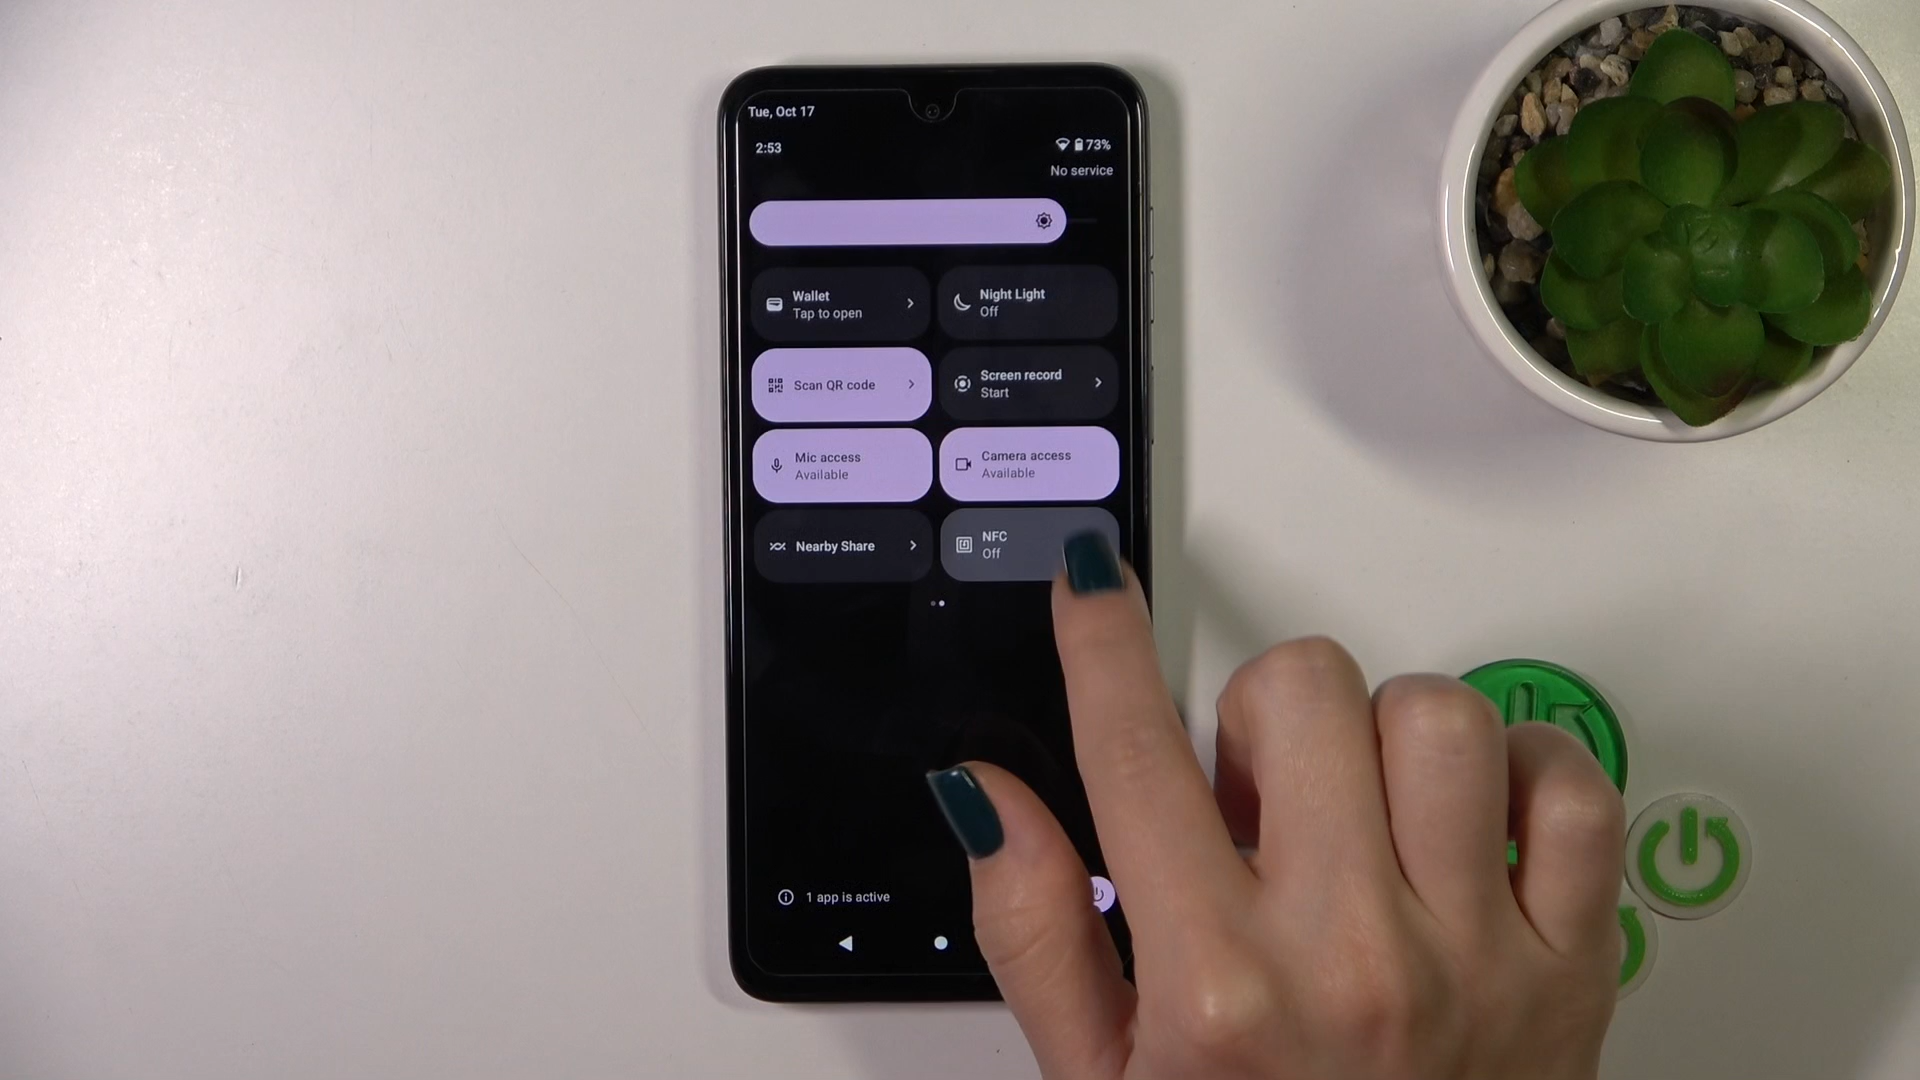 Tue, Oct 17
2:53
73%
No service
Wallet
Tap to open
Night Light
Off
Scan QR code
Screen record
Start
Mic access
Available
Camera access
Available
Nearby Share
NFC
Off
1 app is active